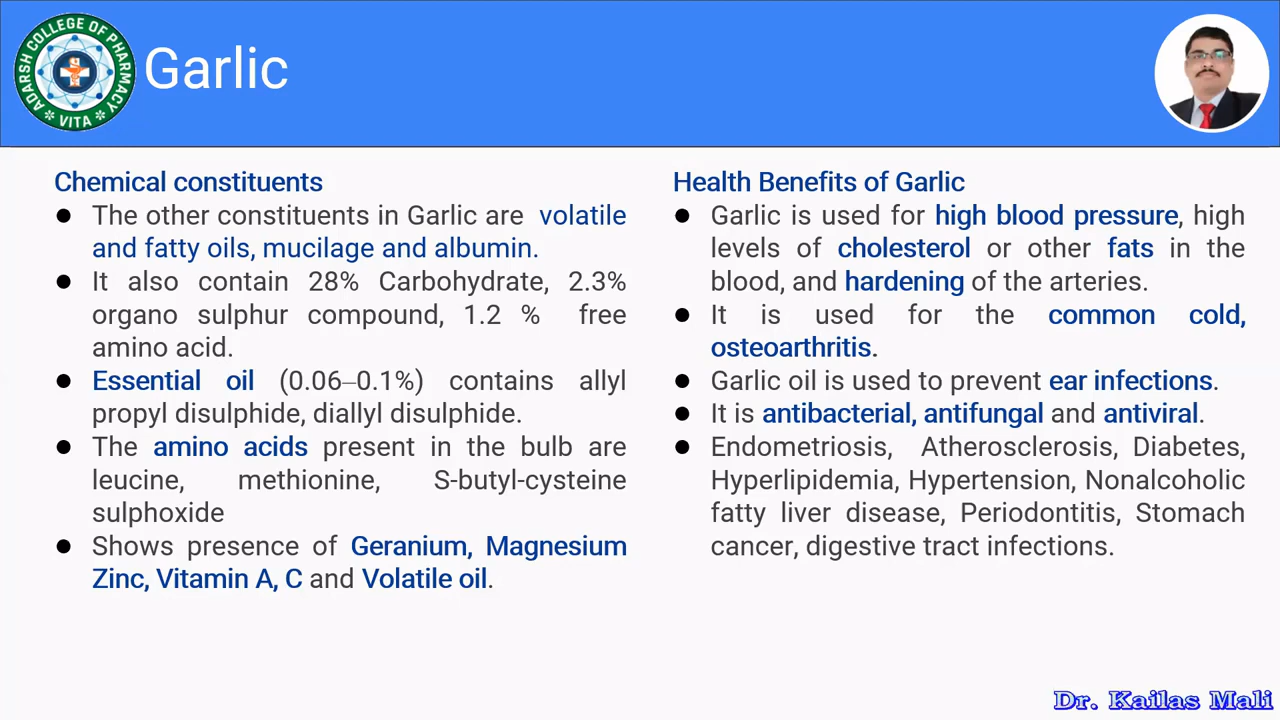 ADARSH COLLEGE OF PHARMACY
VITA
Garlic
Chemical constituents
● The other constituents in Garlic are volatile
and fatty oils, mucilage and albumin.
● It also contain 28% Carbohydrate, 2.3%
organo sulphur compound, 1.2 % free
amino acid.
● Essential oil (0.06–0.1%) contains allyl
propyl disulphide, diallyl disulphide.
● The amino acids present in the bulb are
leucine, methionine, S-butyl-cysteine
sulphoxide
● Shows presence of Geranium, Magnesium
Zinc, Vitamin A, C and Volatile oil.
Health Benefits of Garlic
● Garlic is used for high blood pressure, high
levels of cholesterol or other fats in the
blood, and hardening of the arteries.
● It is used for the common cold,
osteoarthritis.
● Garlic oil is used to prevent ear infections.
● It is antibacterial, antifungal and antiviral.
● Endometriosis, Atherosclerosis, Diabetes,
Hyperlipidemia, Hypertension, Nonalcoholic
fatty liver disease, Periodontitis, Stomach
cancer, digestive tract infections.
Dr. Kailas Mali